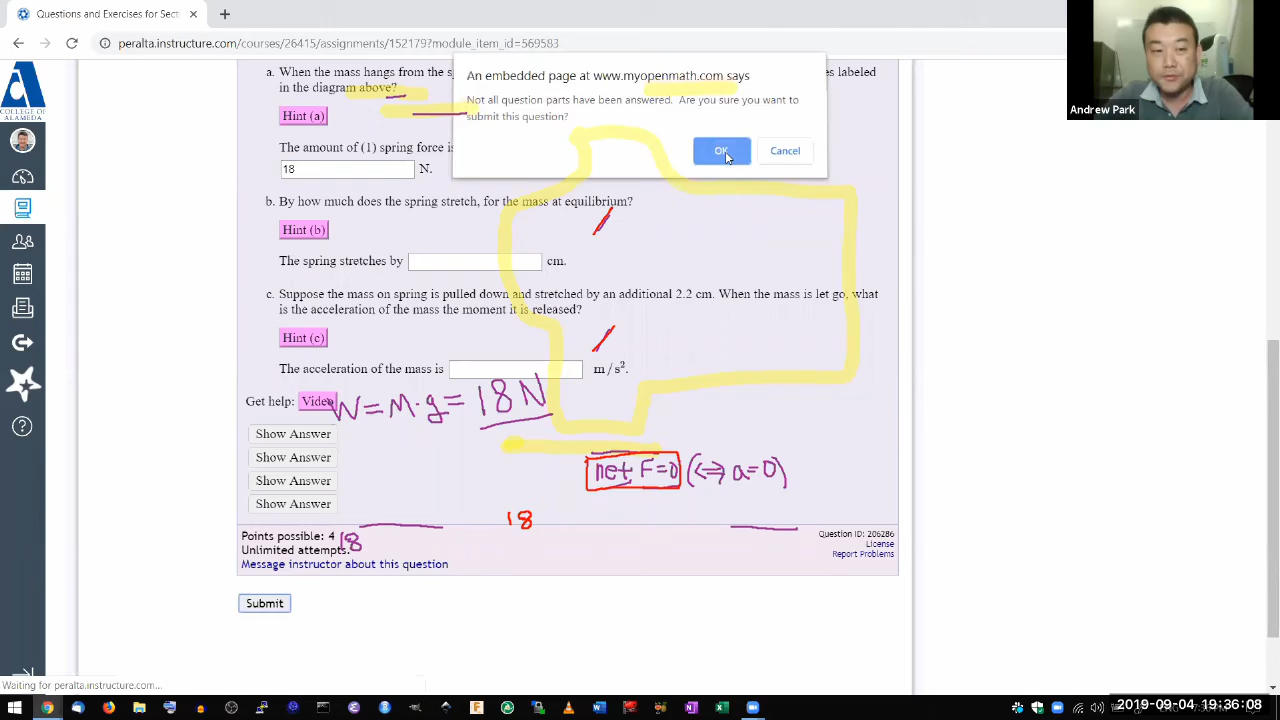 Questions and Exercises for Sect
peralta.instructure.com/courses/26415/assignments/152179?module_item_id=569583
Andrew Park
COLLEGE OF
ALAMEDA
An embedded page at www.myopenmath.com says
Not all question parts have been answered. Are you sure you want to
submit this question?
OK
Cancel
a. When the mass hangs from the s
es labeled
in the diagram above?
Hint (a)
The amount of (1) spring force is
18 N.
b. By how much does the spring stretch, for the mass at equilibrium?
Hint (b)
The spring stretches by cm.
c. Suppose the mass on spring is pulled down and stretched by an additional 2.2 cm. When the mass is let go, what
is the acceleration of the mass the moment it is released?
Hint (c)
The acceleration of the mass is m/s².
Get help: Video
W = M·g = 18 N
Show Answer
Show Answer
Show Answer
Show Answer
net F=0 (⇔ a=0)
18
18
Points possible: 4
Unlimited attempts.
Message instructor about this question
Question ID: 206286
License
Report Problems
Submit
Waiting for peralta.instructure.com...
2019-09-04 19:36:08